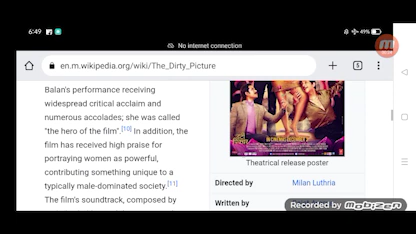 6:49
49%
No internet connection
en.m.wikipedia.org/wiki/The_Dirty_Picture
5
Balan's performance receiving
widespread critical acclaim and
numerous accolades; she was called
"the hero of the film".[10] In addition, the
film has received high praise for
portraying women as powerful,
contributing something unique to a
typically male-dominated society.[11]
The film's soundtrack, composed by
Theatrical release poster
Directed by Milan Luthria
Written by
Recorded by mobizen